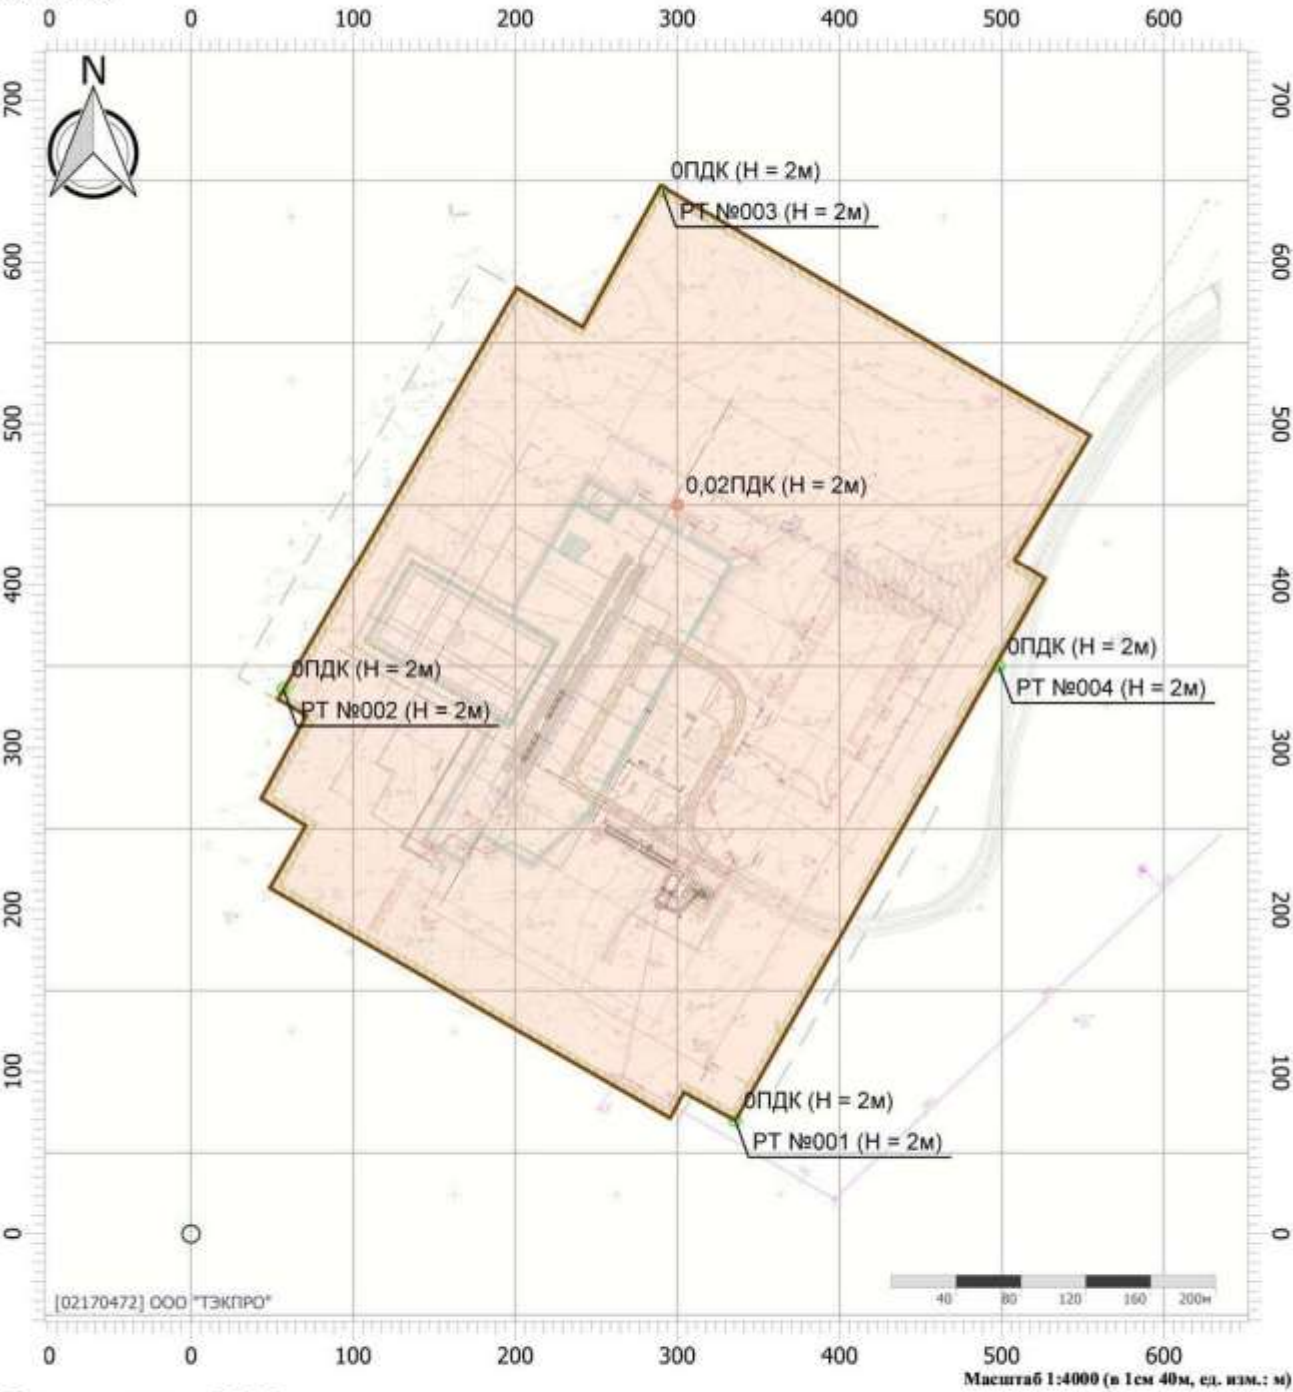 0 0 100 200 300 400 500 600
N
700 700
0ПДК (Н = 2м)
РТ №003 (Н = 2м)
600 600
500 500
0,02ПДК (Н = 2м)
400 400
0ПДК (Н = 2м)
РТ №004 (Н = 2м)
0ПДК (Н = 2м)
РТ №002 (Н = 2м)
300 300
200 200
100 100
0ПДК (Н = 2м)
РТ №001 (Н = 2м)
0 0
[02170472] ООО "ТЭКПРО"
40 80 120 160 200м
0 0 100 200 300 400 500 600
Масштаб 1:4000 (в 1см 40м, ед. изм.: м)